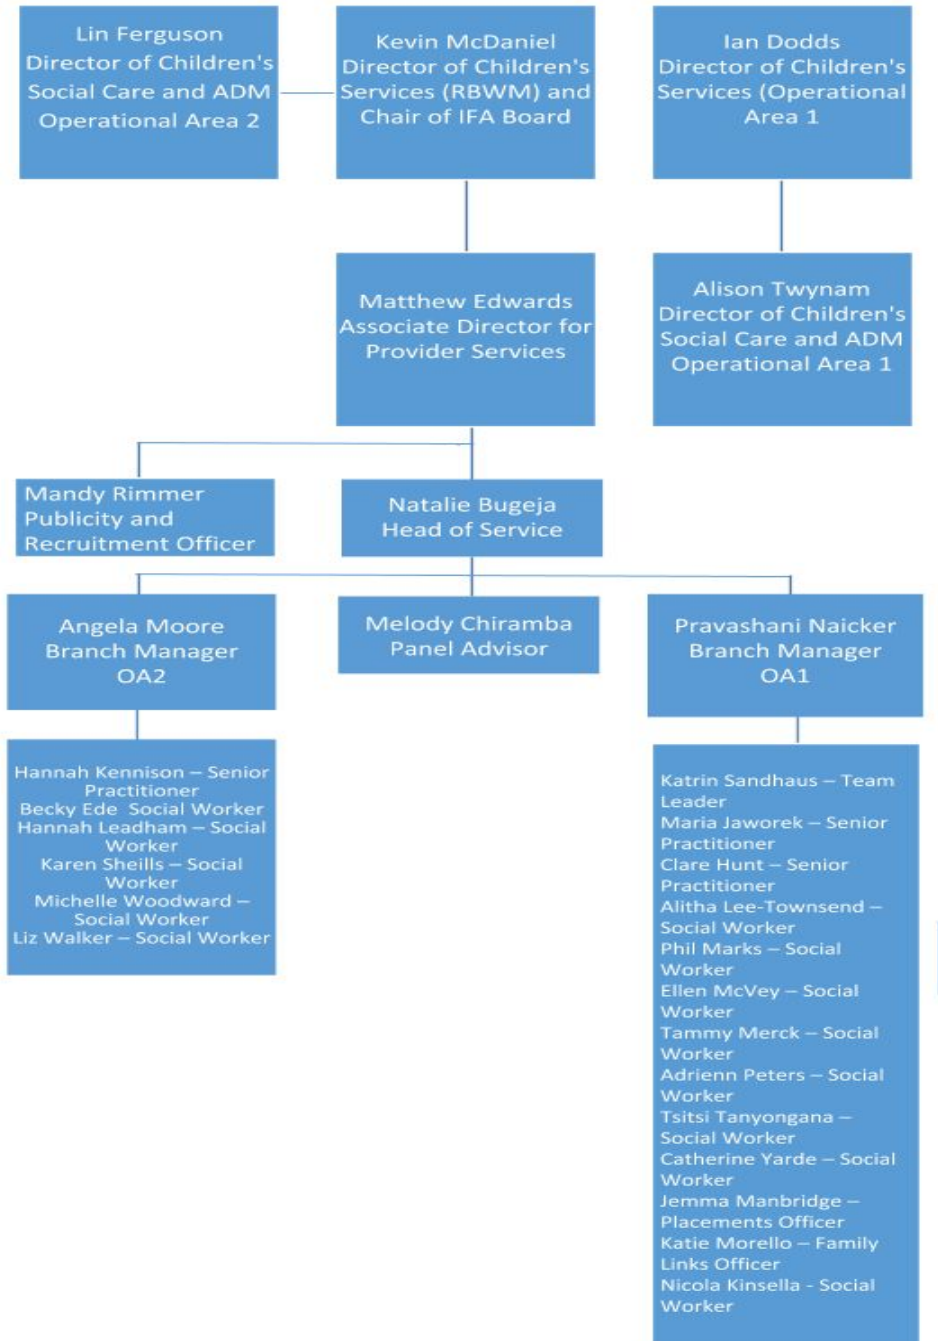 Lin Ferguson
Director of Children's
Social Care and ADM
Operational Area 2
Kevin McDaniel
Director of Children's
Services (RBWM) and
Chair of IFA Board
Ian Dodds
Director of Children's
Services (Operational
Area 1
Matthew Edwards
Associate Director for
Provider Services
Alison Twynam
Director of Children's
Social Care and ADM
Operational Area 1
Mandy Rimmer
Publicity and
Recruitment Officer
Natalie Bugeja
Head of Service
Angela Moore
Branch Manager
OA2
Melody Chiramba
Panel Advisor
Pravashani Naicker
Branch Manager
OA1
Hannah Kennison – Senior
Practitioner
Becky Ede  Social Worker
Hannah Leadham – Social
Worker
Karen Sheills – Social
Worker
Michelle Woodward –
Social Worker
Liz Walker – Social Worker
Katrin Sandhaus – Team
Leader
Maria Jaworek – Senior
Practitioner
Clare Hunt – Senior
Practitioner
Alitha Lee-Townsend –
Social Worker
Phil Marks – Social
Worker
Ellen McVey – Social
Worker
Tammy Merck – Social
Worker
Adrienn Peters – Social
Worker
Tsitsi Tanyongana –
Social Worker
Catherine Yarde – Social
Worker
Jemma Manbridge –
Placements Officer
Katie Morello – Family
Links Officer
Nicola Kinsella - Social
Worker